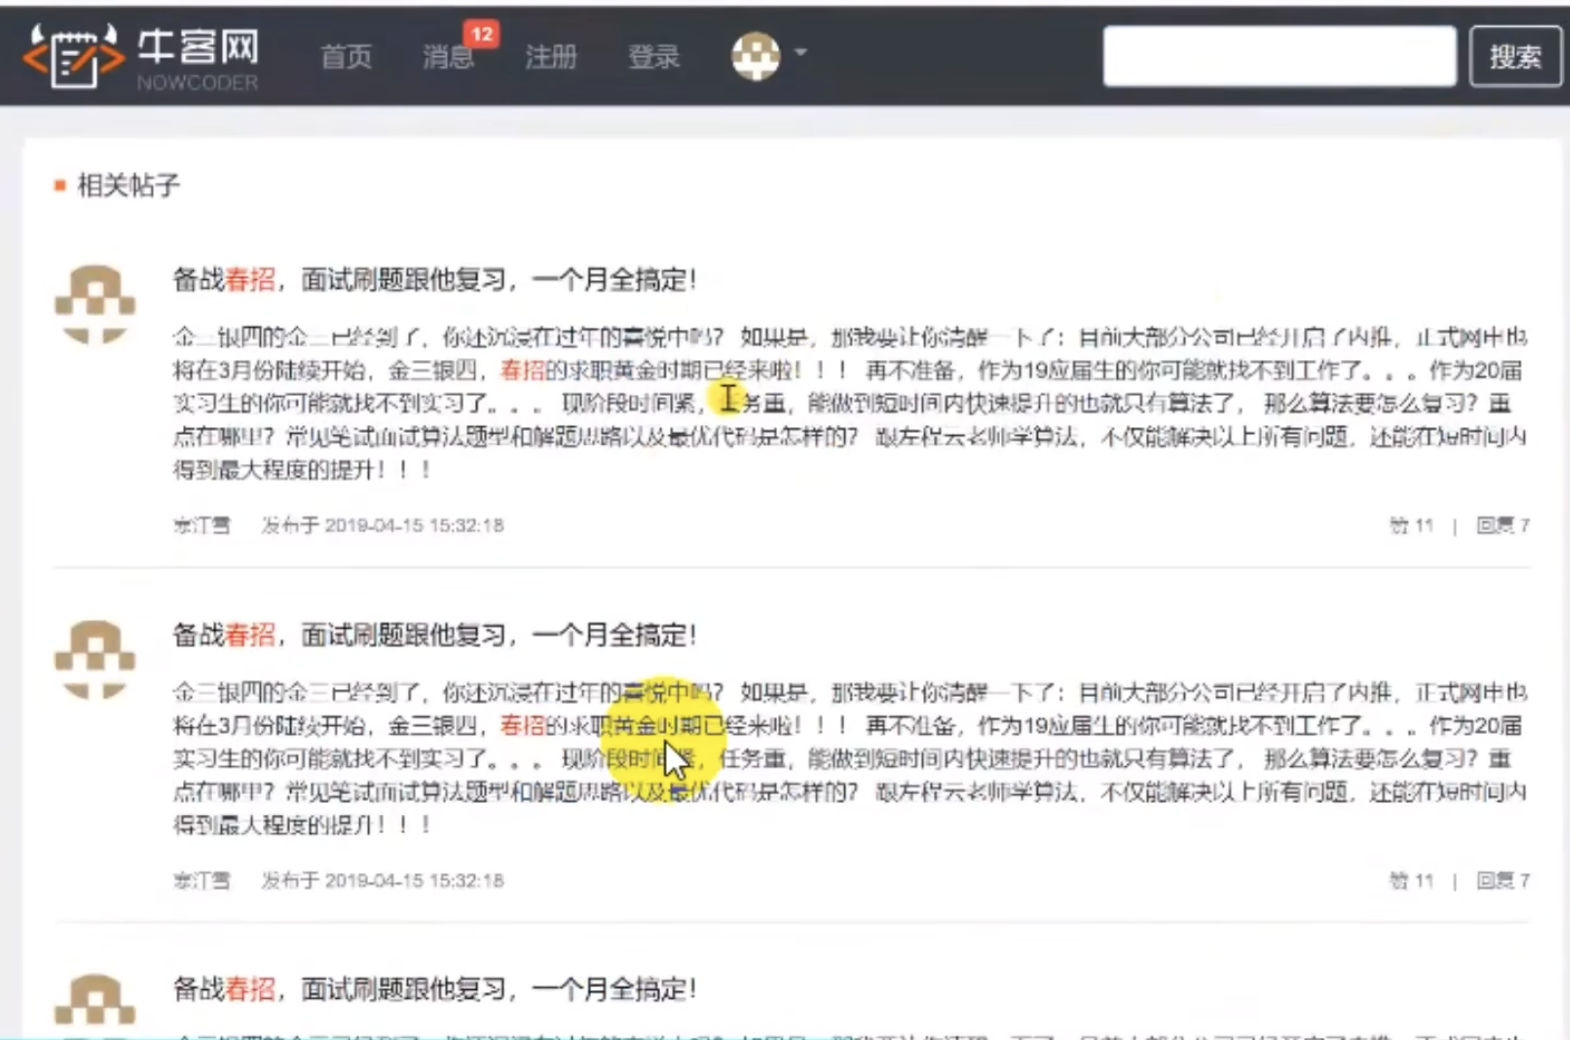 牛客网
NOWCODER
首页
消息
12
注册
登录
搜索
相关帖子
备战春招，面试刷题跟他复习，一个月全搞定！
金三银四的金三已经到了，你还沉浸在过年的喜悦中吗？ 如果是，那我要让你清醒一下了：目前大部分公司已经开启了内推，正式网申也
将在3月份陆续开始，金三银四，春招的求职黄金时期已经来啦！！！ 再不准备，作为19应届生的你可能就找不到工作了。。。作为20届
实习生的你可能就找不到实习了。。。 现阶段时间紧，务重，能做到短时间内快速提升的也就只有算法了， 那么算法要怎么复习？重
点在哪里？常见笔试面试算法题型和解题思路以及最优代码是怎样的？ 跟左程云老师学算法，不仅能解决以上所有问题，还能在短时间内
得到最大程度的提升！！！
寒江雪 发布于 2019-04-15 15:32:18
赞 11 | 回复 7
备战春招，面试刷题跟他复习，一个月全搞定！
金三银四的金三已经到了，你还沉浸在过年的喜悦中吗？ 如果是，那我要让你清醒一下了：目前大部分公司已经开启了内推，正式网申也
将在3月份陆续开始，金三银四，春招的求职黄金时期已经来啦！！！ 再不准备，作为19应届生的你可能就找不到工作了。。。作为20届
实习生的你可能就找不到实习了。。。 现阶段时间紧，任务重，能做到短时间内快速提升的也就只有算法了， 那么算法要怎么复习？重
点在哪里？常见笔试面试算法题型和解题思路以及最优代码是怎样的？ 跟左程云老师学算法，不仅能解决以上所有问题，还能在短时间内
得到最大程度的提升！！！
寒江雪 发布于 2019-04-15 15:32:18
赞 11 | 回复 7
备战春招，面试刷题跟他复习，一个月全搞定！